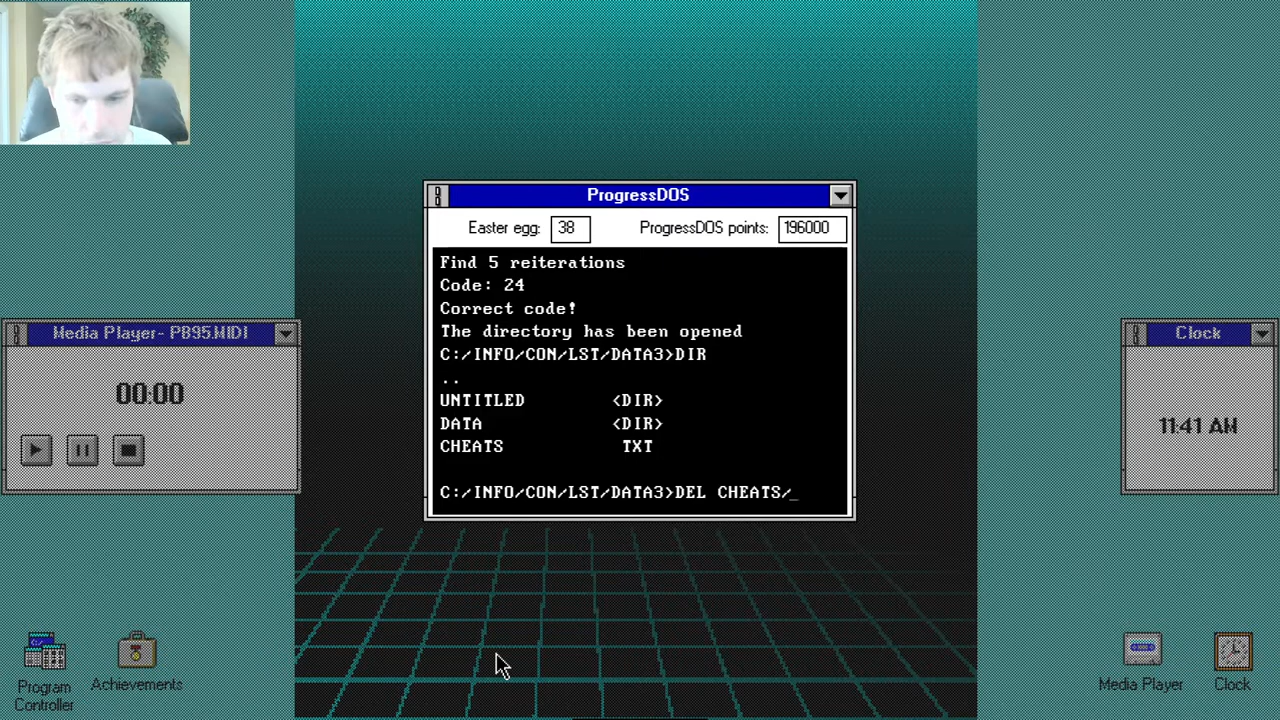 ProgressDOS
Easter egg: 38 ProgressDOS points: 196000
Find 5 reiterations
Code: 24
Correct code!
The directory has been opened
C:/INFO/CON/LST/DATA3>DIR
..
UNTITLED <DIR>
DATA <DIR>
CHEATS TXT
C:/INFO/CON/LST/DATA3>DEL CHEATS/_
Media Player- PB95.MIDI
00:00
Clock
11:41 AM
Program
Controller
Achievements
Media Player
Clock